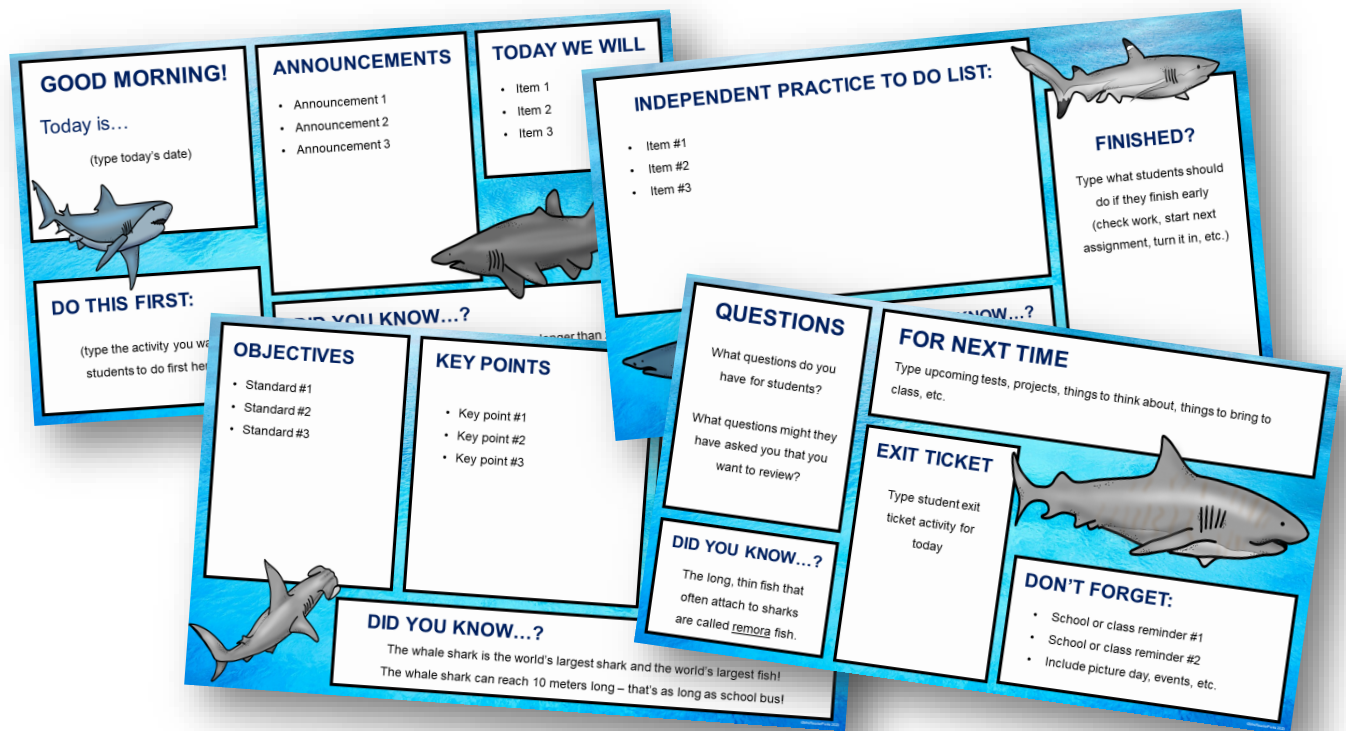 GOOD MORNING!
Today is…
(type today's date)
ANNOUNCEMENTS
• Announcement 1
• Announcement 2
• Announcement 3
TODAY WE WILL
• Item 1
• Item 2
• Item 3
DO THIS FIRST:
(type the activity you
students to do first
DID YOU KNOW…?
than
INDEPENDENT PRACTICE TO DO LIST:
• Item #1
• Item #2
• Item #3
FINISHED?
Type what students should
do if they finish early
(check work, start next
assignment, turn it in, etc.)
KNOW…?
OBJECTIVES
• Standard #1
• Standard #2
• Standard #3
KEY POINTS
• Key point #1
• Key point #2
• Key point #3
DID YOU KNOW…?
The whale shark is the world's largest shark and the world's largest fish!
The whale shark can reach 10 meters long – that's as long as school bus!
QUESTIONS
What questions do you
have for students?
What questions might they
have asked you that you
want to review?
FOR NEXT TIME
Type upcoming tests, projects, things to think about, things to bring to
class, etc.
EXIT TICKET
Type student exit
ticket activity for
today
DID YOU KNOW…?
The long, thin fish that
often attach to sharks
are called remora fish.
DON'T FORGET:
• School or class reminder #1
• School or class reminder #2
• Include picture day, events, etc.